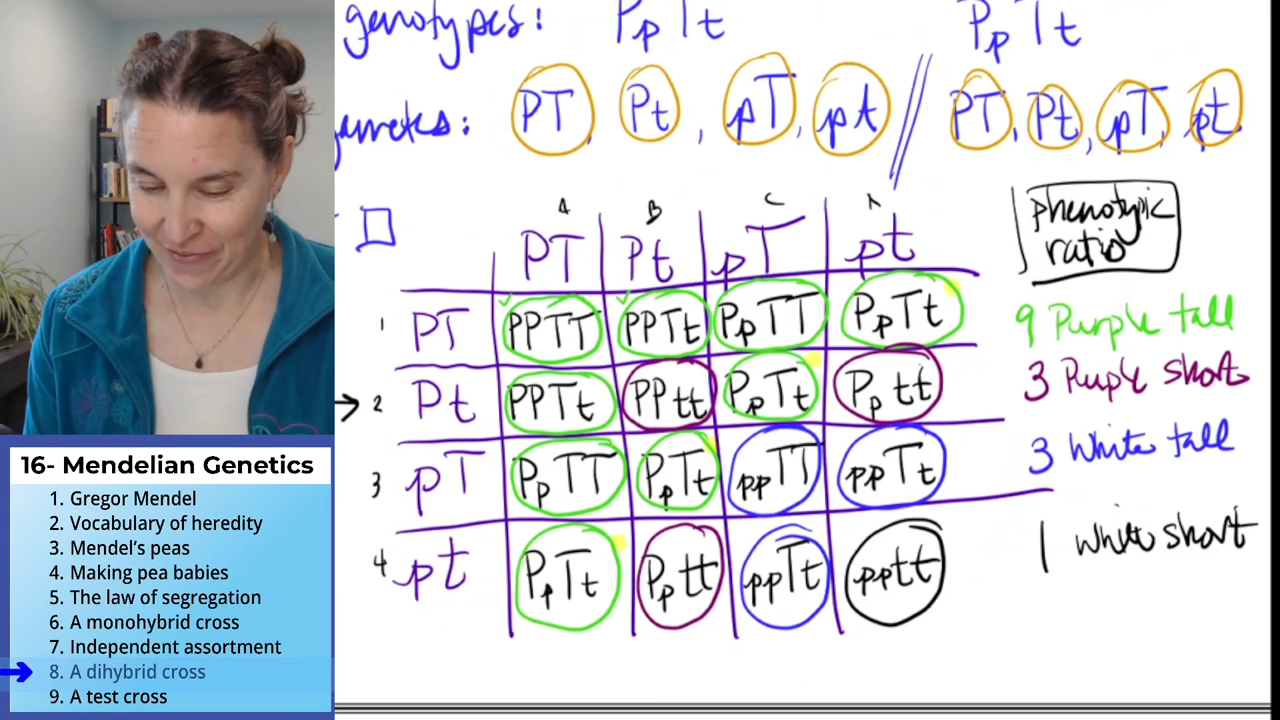 genotypes: PpTt PpTt
gametes: PT, Pt, pT, pt // PT, Pt, pT, pt
A B C
PT Pt pT pt
phenotypic
ratio
1 PT PPTT PPTt PpTT PpTt
9 Purple tall
2 Pt PPTt PPtt PpTt Pptt
3 Purple short
3 pT PpTT PpTt ppTT ppTt
3 White tall
4 pt PpTt Pptt ppTt pptt
1 White short
16- Mendelian Genetics
1. Gregor Mendel
2. Vocabulary of heredity
3. Mendel's peas
4. Making pea babies
5. The law of segregation
6. A monohybrid cross
7. Independent assortment
8. A dihybrid cross
9. A test cross